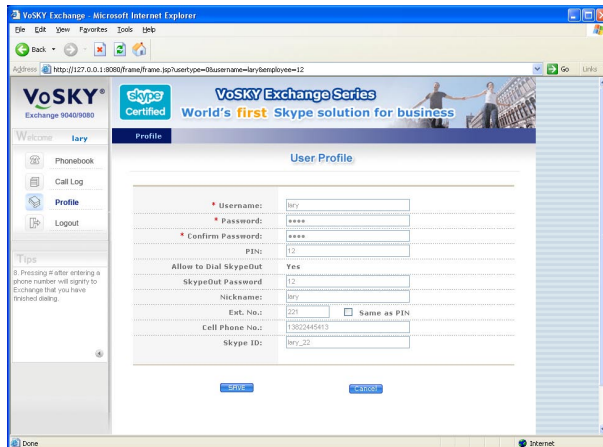 VoSKY Exchange - Microsoft Internet Explorer
File Edit View Favorites Tools Help
Back
Address http://127.0.0.1:8080/frame/frame.jsp?usertype=0&username=lary&employee=12 Go Links
VoSKY®
Exchange 9040/9080
skype Certified
VoSKY Exchange Series
World's first Skype solution for business
Welcome lary
Profile
Phonebook
Call Log
Profile
Logout
Tips
8. Pressing # after entering a
phone number will signify to
Exchange that you have
finished dialing.
User Profile
* Username: lary
* Password: ••••
* Confirm Password: ••••
PIN: 12
Allow to Dial SkypeOut Yes
SkypeOut Password 12
Nickname: lary
Ext. No.: 221 Same as PIN
Cell Phone No.: 13822445413
Skype ID: lary_22
SAVE Cancel
Done Internet